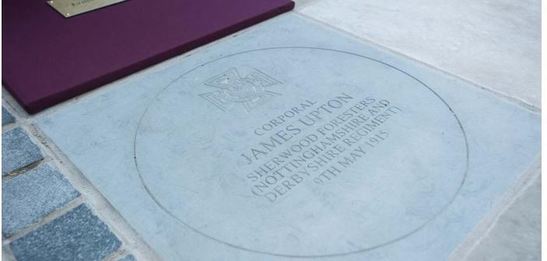 CORPORAL
JAMES UPTON
SHERWOOD FORESTERS
(NOTTINGHAMSHIRE AND
DERBYSHIRE REGIMENT)
9TH MAY 1915